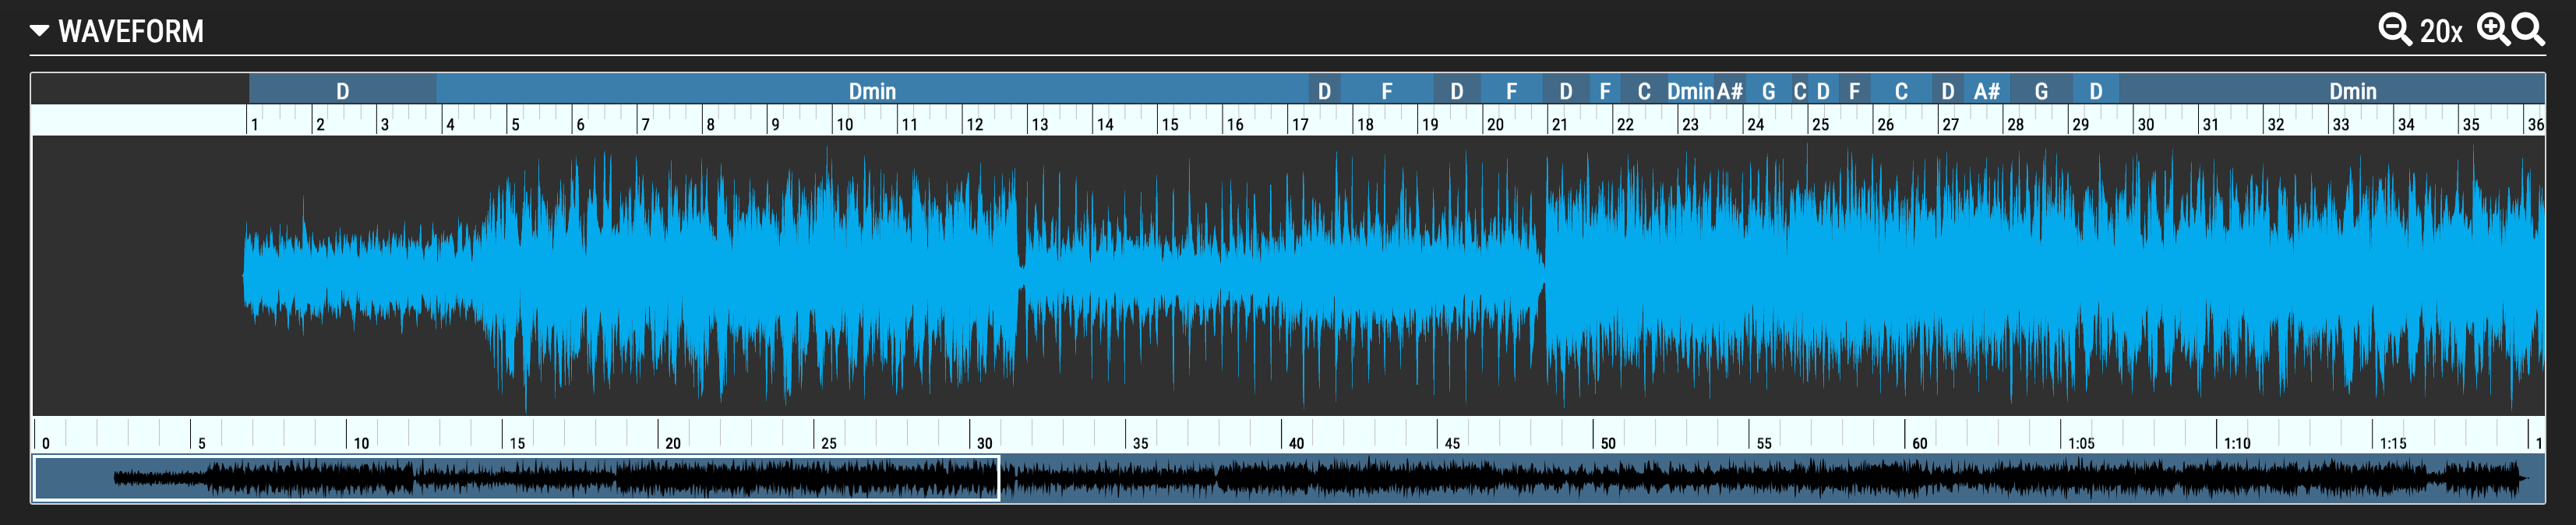 WAVEFORM 20x
D Dmin D F D F D F C Dmin A# G C D F C D A# G D Dmin
1 2 3 4 5 6 7 8 9 10 11 12 13 14 15 16 17 18 19 20 21 22 23 24 25 26 27 28 29 30 31 32 33 34 35 36
0 5 10 15 20 25 30 35 40 45 50 55 60 1:05 1:10 1:15 1